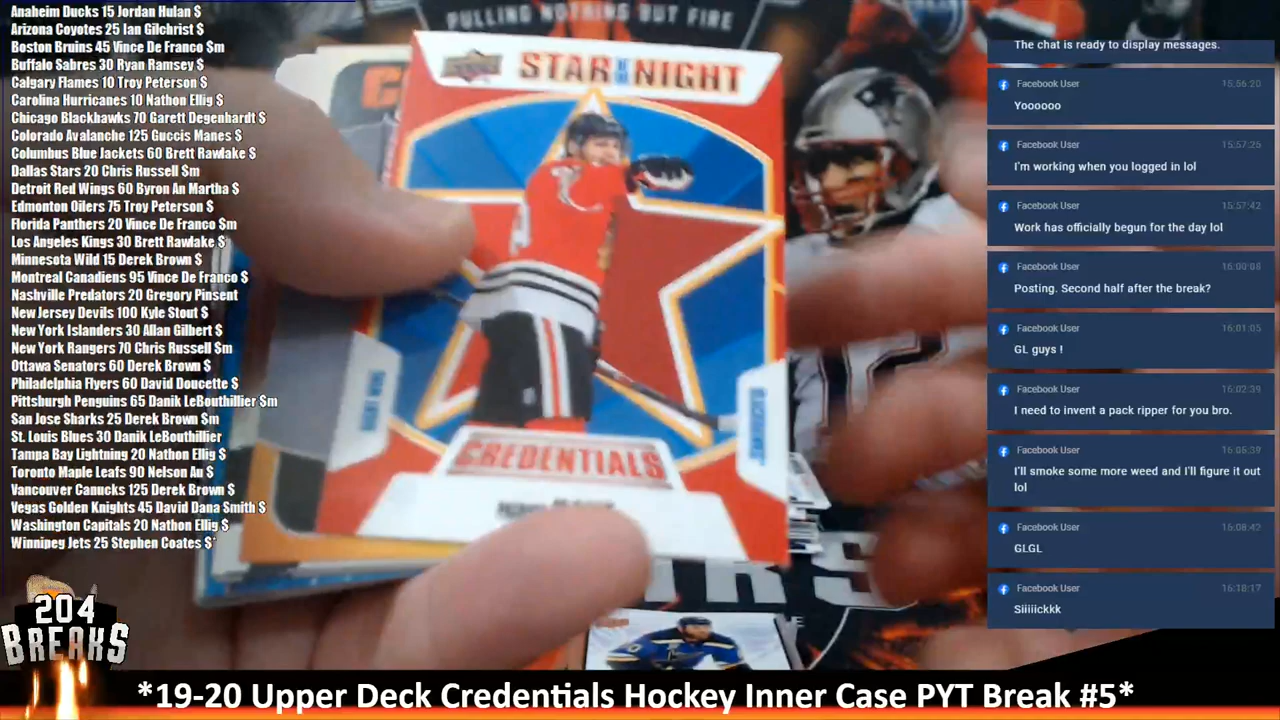 Anaheim Ducks 15 Jordan Hulan $
Arizona Coyotes 25 Ian Gilchrist $
Boston Bruins 45 Vince De Franco $m
Buffalo Sabres 30 Ryan Ramsey $
Calgary Flames 10 Troy Peterson $
Carolina Hurricanes 10 Nathon Ellig $
Chicago Blackhawks 70 Garett Degenhardt $
Colorado Avalanche 125 Guccis Manes $
Columbus Blue Jackets 60 Brett Rawlake $
Dallas Stars 20 Chris Russell $m
Detroit Red Wings 60 Byron An Martha $
Edmonton Oilers 75 Troy Peterson $
Florida Panthers 20 Vince De Franco $m
Los Angeles Kings 30 Brett Rawlake $
Minnesota Wild 15 Derek Brown $
Montreal Canadiens 95 Vince De Franco $
Nashville Predators 20 Gregory Pinsent
New Jersey Devils 100 Kyle Stout $
New York Islanders 30 Allan Gilbert $
New York Rangers 70 Chris Russell $m
Ottawa Senators 60 Derek Brown $
Philadelphia Flyers 60 David Doucette $
Pittsburgh Penguins 65 Danik LeBouthillier $m
San Jose Sharks 25 Derek Brown $m
St. Louis Blues 30 Danik LeBouthillier
Tampa Bay Lightning 20 Nathon Ellig $
Toronto Maple Leafs 90 Nelson Au $
Vancouver Canucks 125 Derek Brown $
Vegas Golden Knights 45 David Dana Smith $
Washington Capitals 20 Nathon Ellig $
Winnipeg Jets 25 Stephen Coates $*
204
BREAKS
PULLING NOTHING BUT FIRE
STAR OF THE NIGHT
CREDENTIALS
The chat is ready to display messages.
Facebook User 15:56:20
Yoooooo
Facebook User 15:57:25
I'm working when you logged in lol
Facebook User 15:57:42
Work has officially begun for the day lol
Facebook User 16:00:08
Posting. Second half after the break?
Facebook User 16:01:05
GL guys !
Facebook User 16:02:39
I need to invent a pack ripper for you bro.
Facebook User 16:05:39
I'll smoke some more weed and I'll figure it out
lol
Facebook User 16:08:42
GLGL
Facebook User 16:18:17
Siiiiickkk
*19-20 Upper Deck Credentials Hockey Inner Case PYT Break #5*